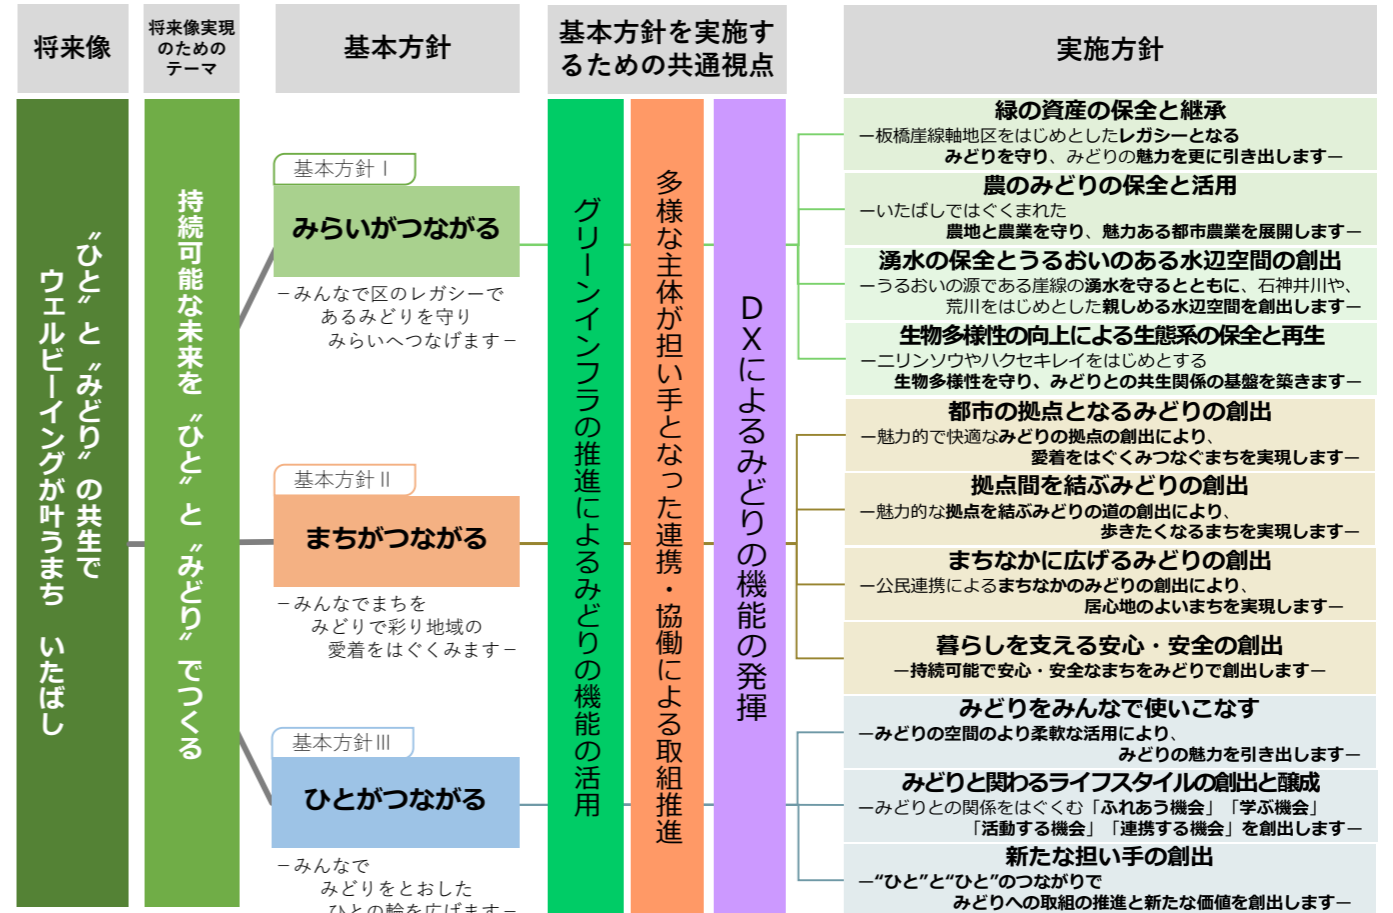 将来像
将来像実現
のための
テーマ
基本方針
基本方針を実施す
るための共通視点
実施方針
〝ひと〟と〝みどり〟の共生で
ウェルビーイングが叶うまち　いたばし
持続可能な未来を〝ひと〟と〝みどり〟でつくる
基本方針Ⅰ
みらいがつながる
－みんなで区のレガシーで
あるみどりを守り
みらいへつなげます－
基本方針Ⅱ
まちがつながる
－みんなでまちを
みどりで彩り地域の
愛着をはぐくみます－
基本方針Ⅲ
ひとがつながる
－みんなで
みどりをとおした
ひとの輪を広げます－
グリーンインフラの推進によるみどりの機能の活用
多様な主体が担い手となった連携・協働による取組推進
DXによるみどりの機能の発揮
緑の資産の保全と継承
－板橋崖線軸地区をはじめとしたレガシーとなる
みどりを守り、みどりの魅力を更に引き出します－
農のみどりの保全と活用
－いたばしではぐくまれた
農地と農業を守り、魅力ある都市農業を展開します－
湧水の保全とうるおいのある水辺空間の創出
－うるおいの源である崖線の湧水を守るとともに、石神井川や、
荒川をはじめとした親しめる水辺空間を創出します－
生物多様性の向上による生態系の保全と再生
－ニリンソウやハクセキレイをはじめとする
生物多様性を守り、みどりとの共生関係の基盤を築きます－
都市の拠点となるみどりの創出
－魅力的で快適なみどりの拠点の創出により、
愛着をはぐくみつなぐまちを実現します－
拠点間を結ぶみどりの創出
－魅力的な拠点を結ぶみどりの道の創出により、
歩きたくなるまちを実現します－
まちなかに広げるみどりの創出
－公民連携によるまちなかのみどりの創出により、
居心地のよいまちを実現します－
暮らしを支える安心・安全の創出
－持続可能で安心・安全なまちをみどりで創出します－
みどりをみんなで使いこなす
－みどりの空間のより柔軟な活用により、
みどりの魅力を引き出します－
みどりと関わるライフスタイルの創出と醸成
－みどりとの関係をはぐくむ「ふれあう機会」「学ぶ機会」
「活動する機会」「連携する機会」を創出します－
新たな担い手の創出
－“ひと”と“ひと”のつながりで
みどりへの取組の推進と新たな価値を創出します－